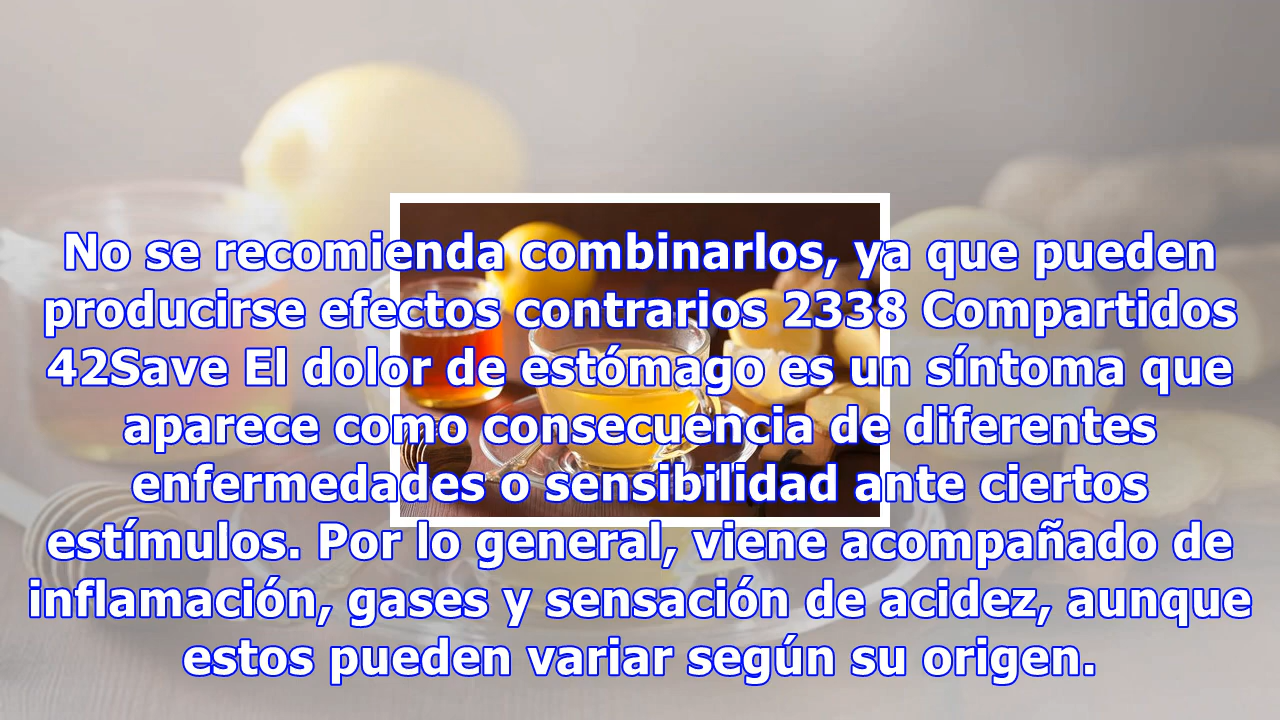 No se recomienda combinarlos, ya que pueden
producirse efectos contrarios 2338 Compartidos
42Save El dolor de estómago es un síntoma que
aparece como consecuencia de diferentes
enfermedades o sensibilidad ante ciertos
estímulos. Por lo general, viene acompañado de
inflamación, gases y sensación de acidez, aunque
estos pueden variar según su origen.